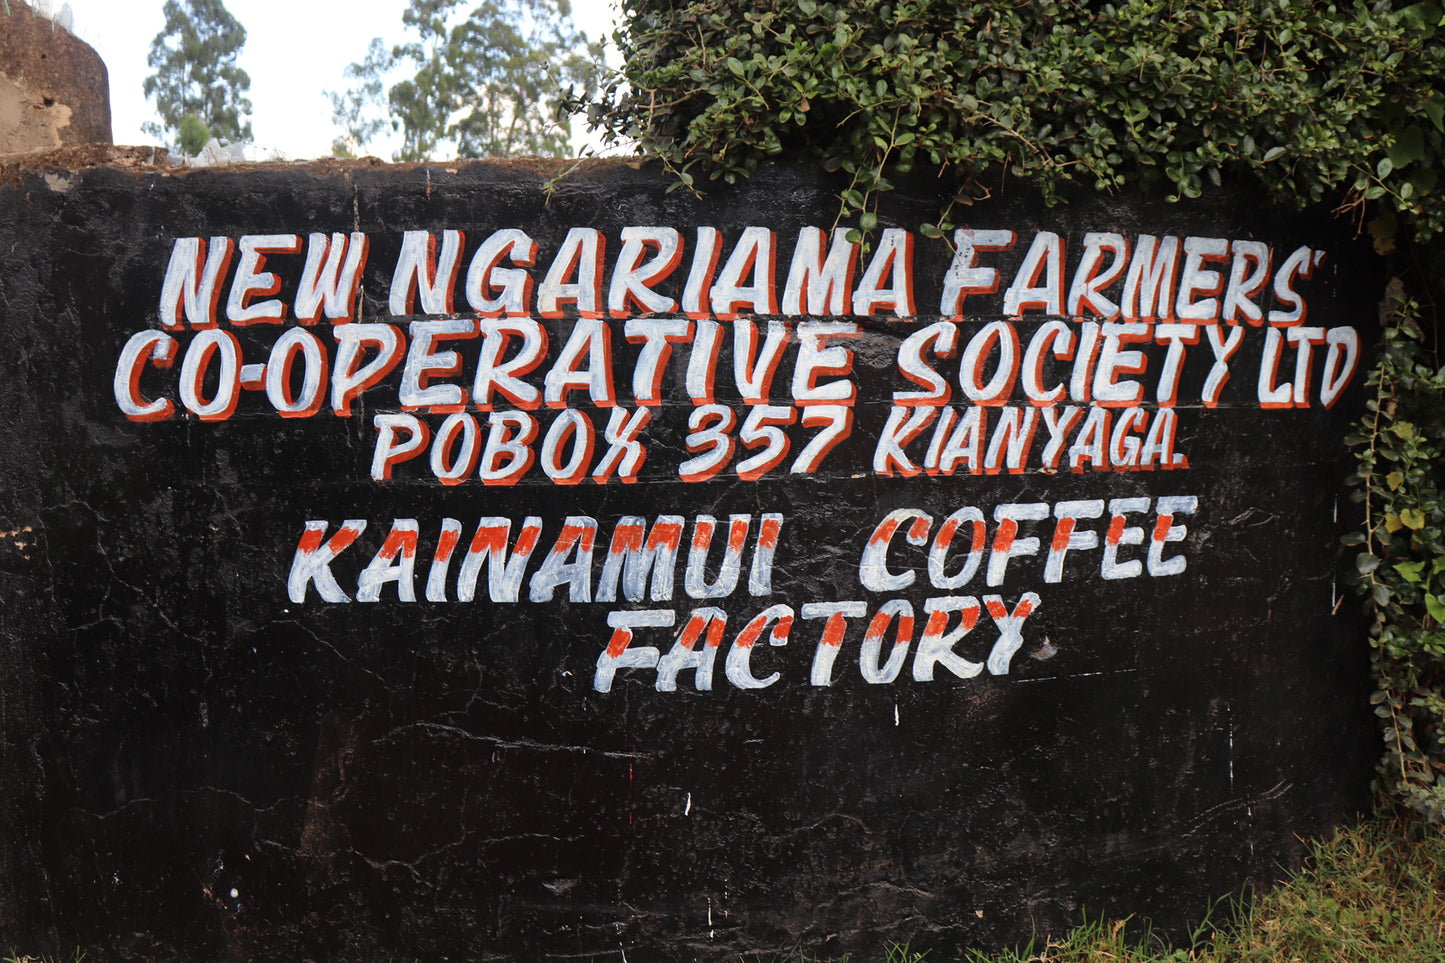 NEW NGARIAMA FARMERS'
CO-OPERATIVE SOCIETY LTD
POBOX 357 KIANYAGA.
KAINAMUI COFFEE
FACTORY